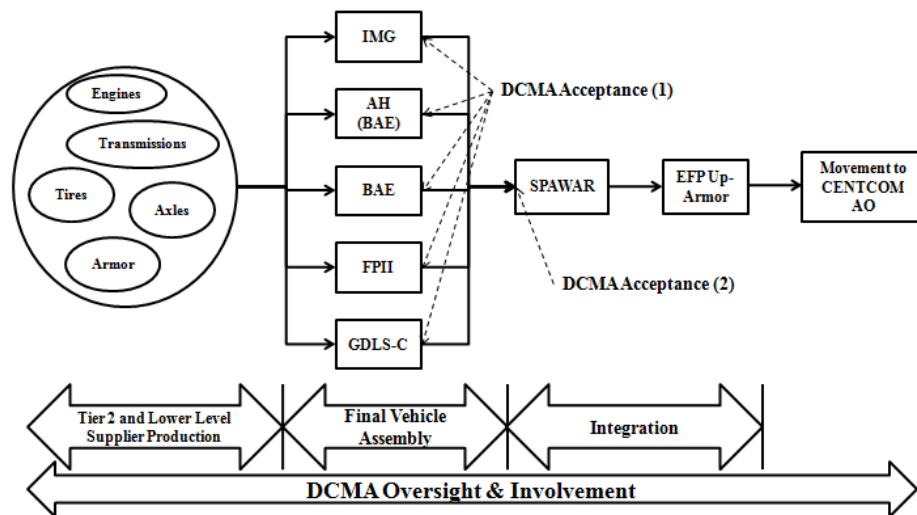 Engines
Transmissions
Tires
Axles
Armor
IMG
AH
(BAE)
BAE
FPII
GDLS-C
DCMA Acceptance (1)
SPAWAR
EFP Up-
Armor
Movement to
CENTCOM
AO
DCMA Acceptance (2)
Tier 2 and Lower Level
Supplier Production
Final Vehicle
Assembly
Integration
DCMA Oversight & Involvement